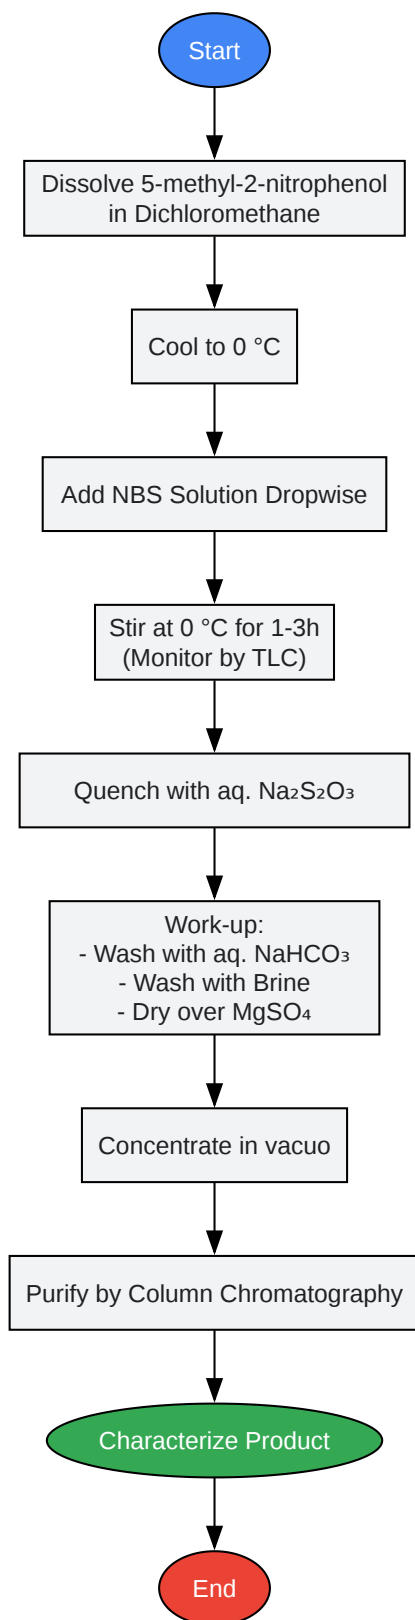 Start
Dissolve 5-methyl-2-nitrophenol
in Dichloromethane
Cool to 0 °C
Add NBS Solution Dropwise
Stir at 0 °C for 1-3h
(Monitor by TLC)
Quench with aq. Na₂S₂O₃
Work-up:
- Wash with aq. NaHCO₃
- Wash with Brine
- Dry over MgSO₄
Concentrate in vacuo
Purify by Column Chromatography
Characterize Product
End